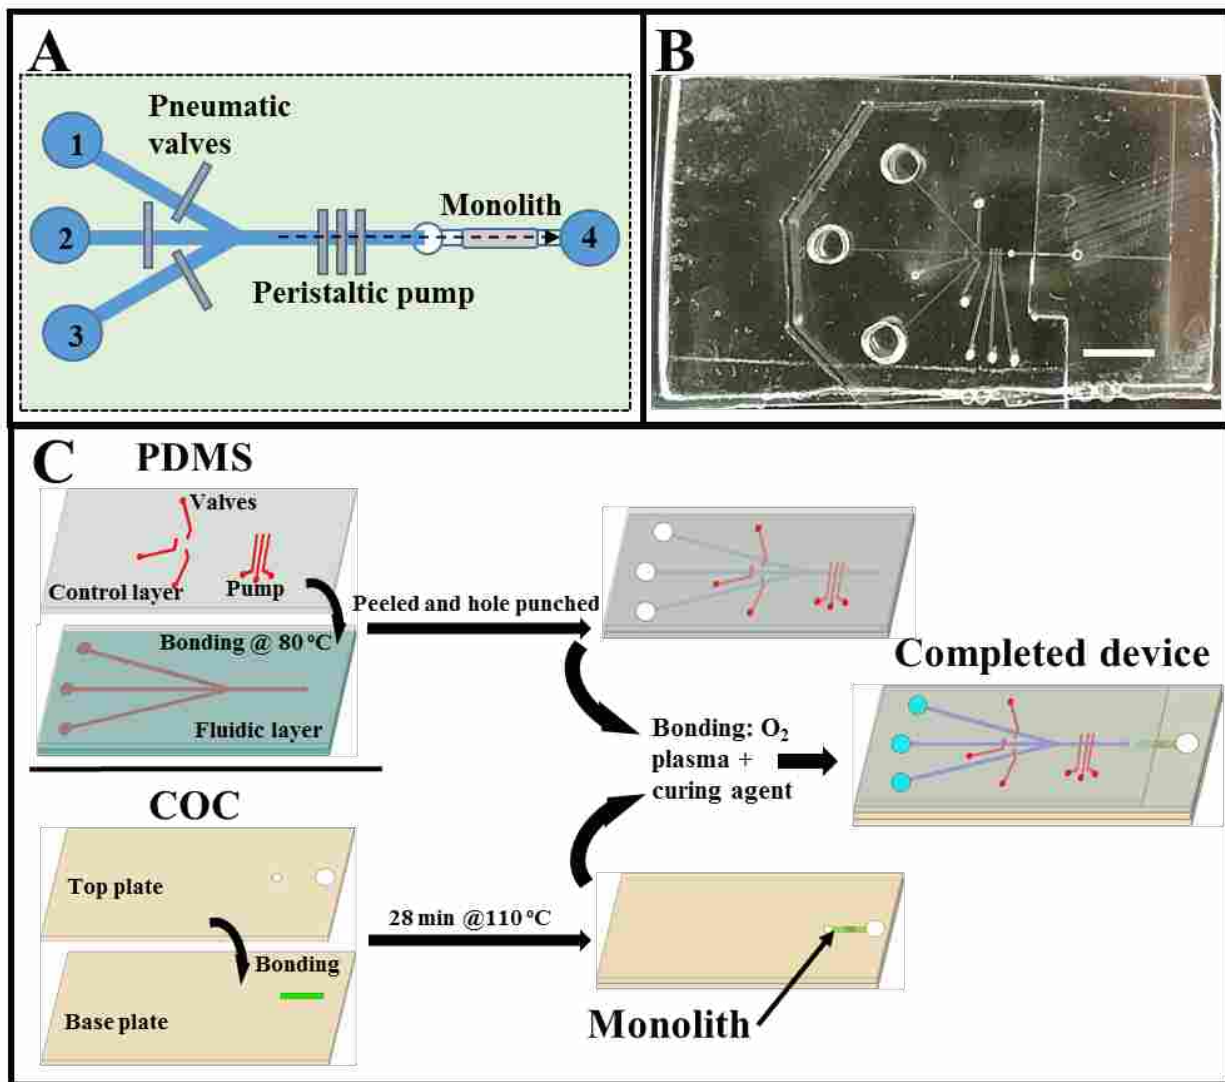 A
Pneumatic
valves
1
2
3
Monolith
4
Peristaltic pump
B
C
PDMS
Valves
Control layer
Pump
Bonding @ 80 ºC
Fluidic layer
Peeled and hole punched
COC
Top plate
Bonding
Base plate
28 min @110 ºC
Monolith
Bonding: O₂
plasma +
curing agent
Completed device